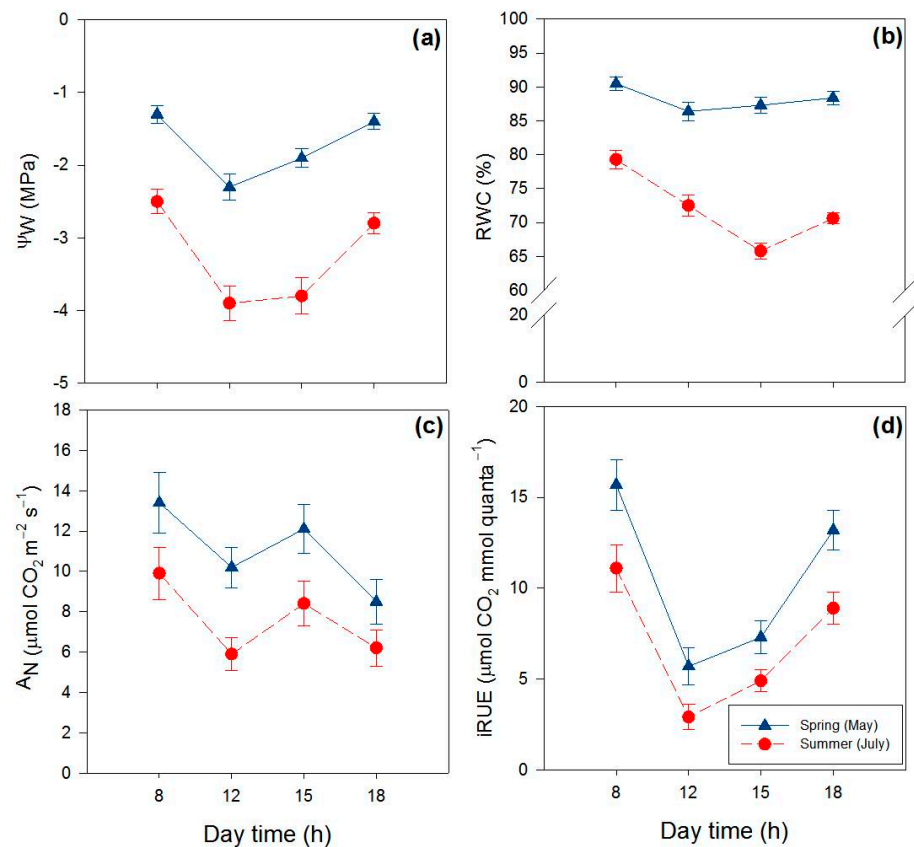 (a)
0
-1
-2
-3
-4
-5
ΨW (MPa)
(b)
100
95
90
85
80
75
70
65
60
20
0
RWC (%)
(c)
18
16
14
12
10
8
6
4
2
0
A_N (μmol CO₂ m⁻² s⁻¹)
8 12 15 18
Day time (h)
(d)
20
15
10
5
0
iRUE (μmol CO₂ mmol quanta⁻¹)
Spring (May)
Summer (July)
8 12 15 18
Day time (h)